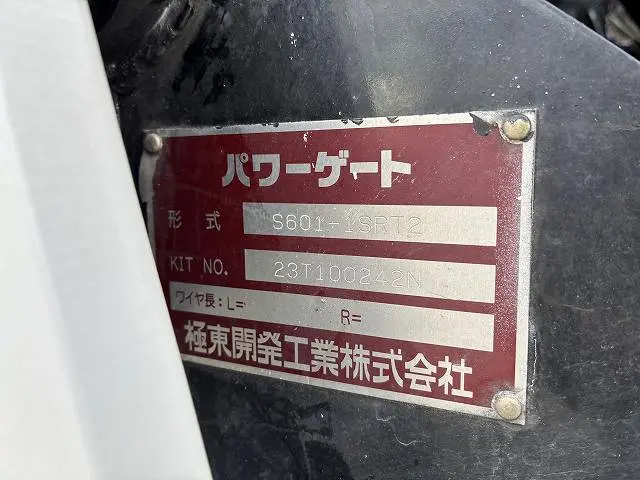 パワーゲート
形式 S601-1SRT2
KIT NO. 23T100242N
ワイヤ長:L= R=
極東開発工業株式会社